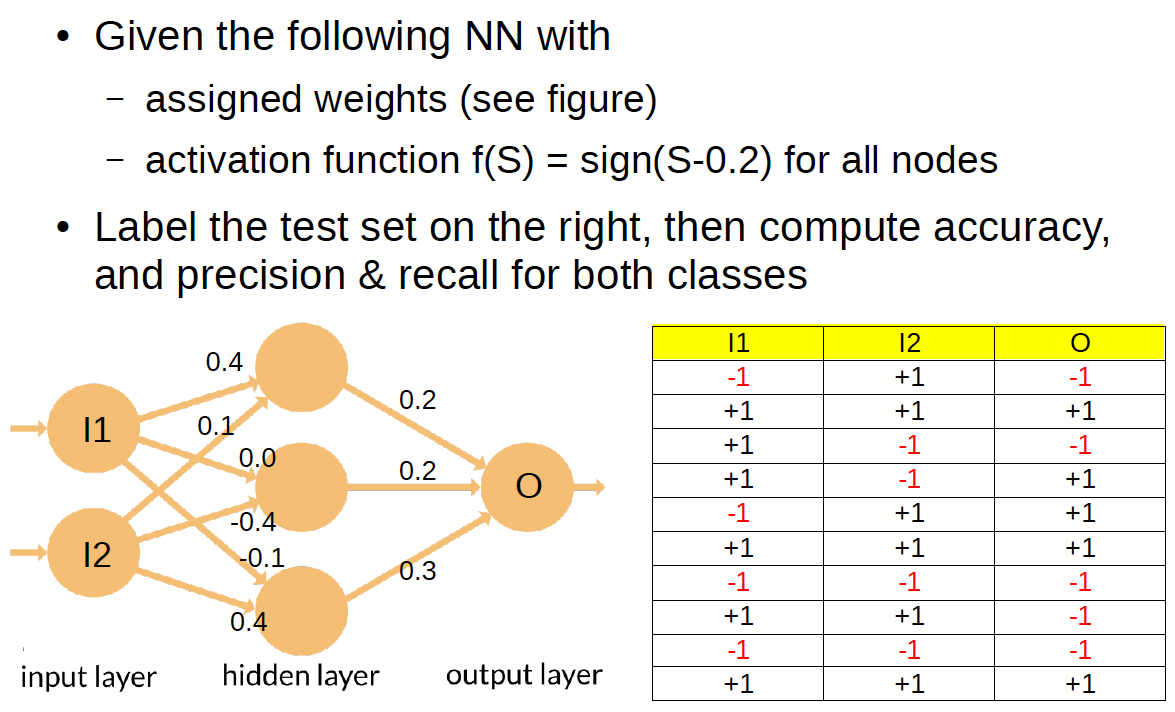 • Given the following NN with
– assigned weights (see figure)
– activation function f(S) = sign(S-0.2) for all nodes
• Label the test set on the right, then compute accuracy,
and precision & recall for both classes
0.4
0.1
0.0
-0.4
-0.1
0.4
0.2
0.2
0.3
I1
I2
O
input layer
hidden layer
output layer
I1 I2 O
-1 +1 -1
+1 +1 +1
+1 -1 -1
+1 -1 +1
-1 +1 +1
+1 +1 +1
-1 -1 -1
+1 +1 -1
-1 -1 -1
+1 +1 +1